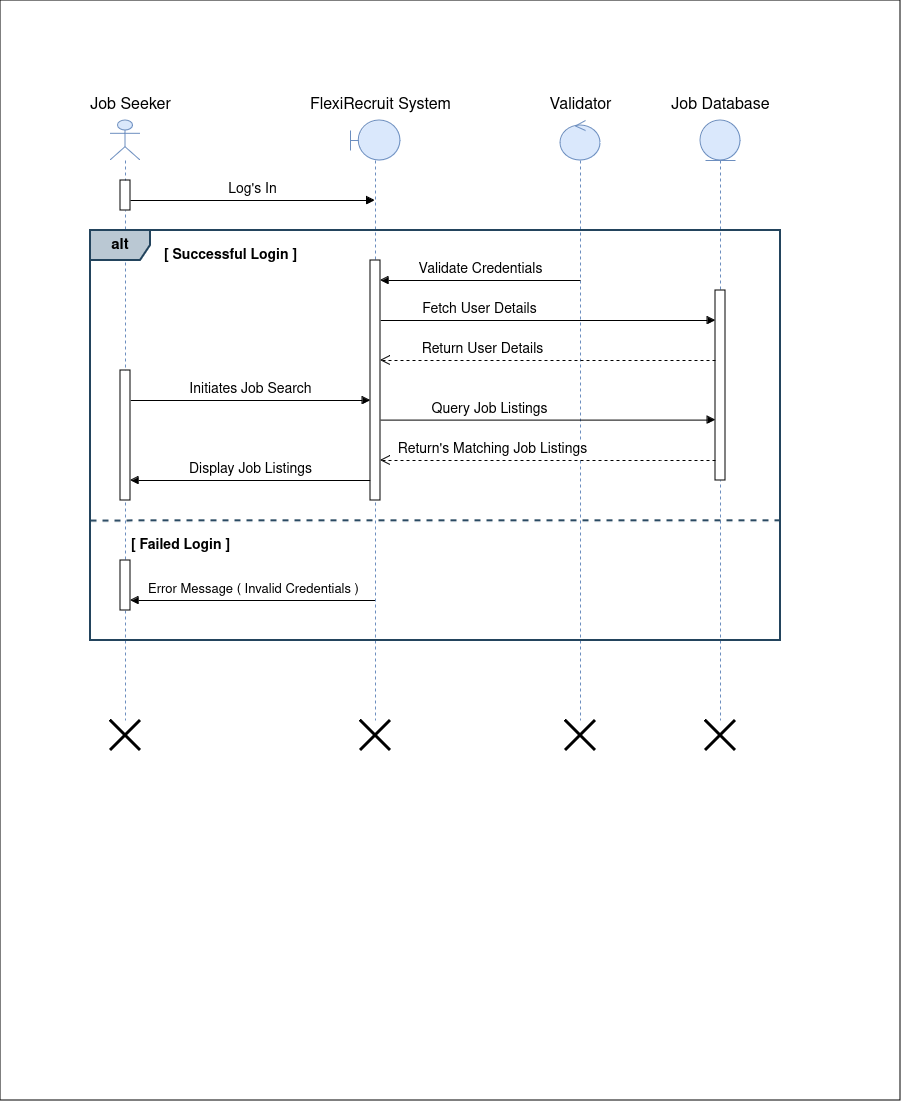 Job Seeker
FlexiRecruit System
Validator
Job Database
Log's In
alt
[ Successful Login ]
Validate Credentials
Fetch User Details
Return User Details
Initiates Job Search
Query Job Listings
Return's Matching Job Listings
Display Job Listings
[ Failed Login ]
Error Message ( Invalid Credentials )